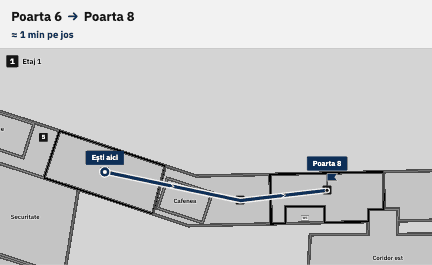 Poarta 6 → Poarta 8
≈ 1 min pe jos
1 Etaj 1
5
Ești aici
Poarta 8
Cafenea
Securitate
Coridor est